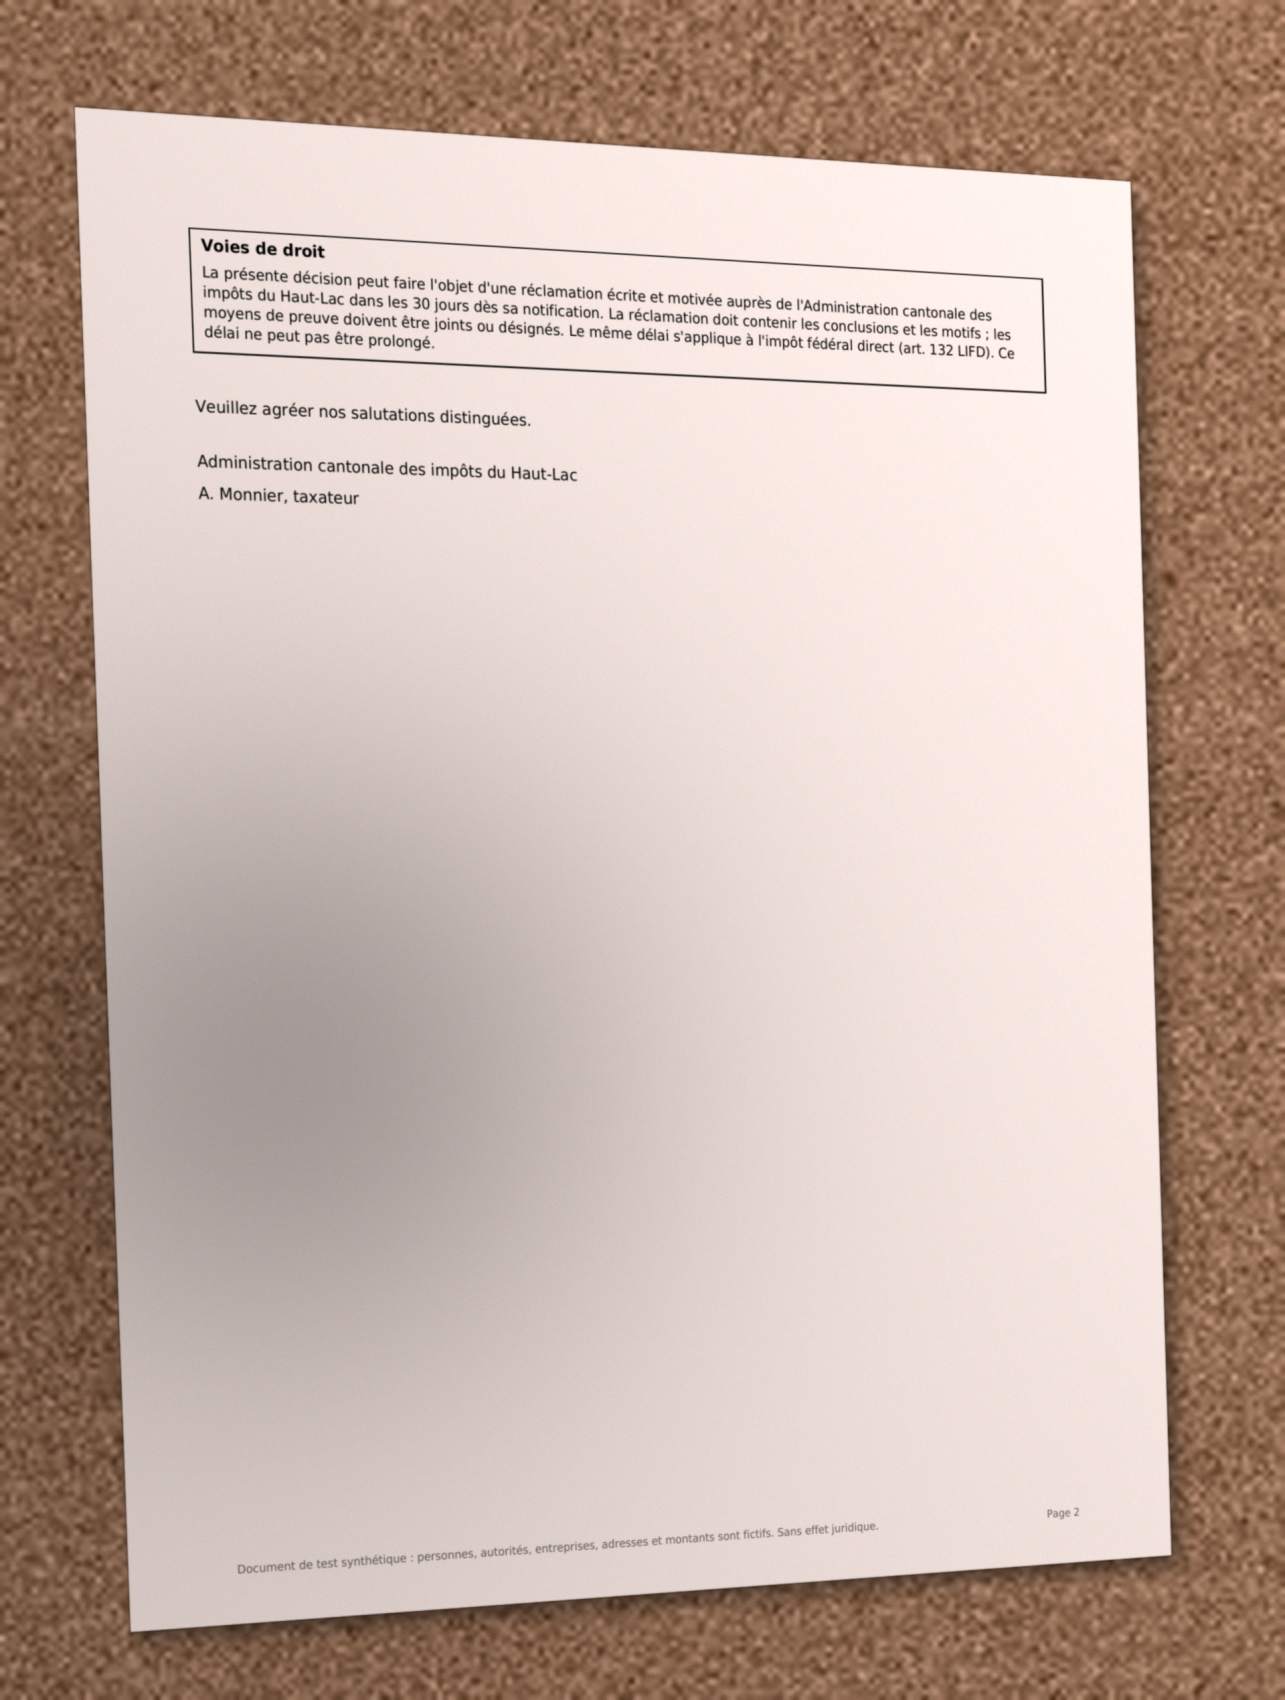 Voies de droit
La présente décision peut faire l'objet d'une réclamation écrite et motivée auprès de l'Administration cantonale des
impôts du Haut-Lac dans les 30 jours dès sa notification. La réclamation doit contenir les conclusions et les motifs ; les
moyens de preuve doivent être joints ou désignés. Le même délai s'applique à l'impôt fédéral direct (art. 132 LIFD). Ce
délai ne peut pas être prolongé.
Veuillez agréer nos salutations distinguées.
Administration cantonale des impôts du Haut-Lac
A. Monnier, taxateur
Document de test synthétique : personnes, autorités, entreprises, adresses et montants sont fictifs. Sans effet juridique.
Page 2